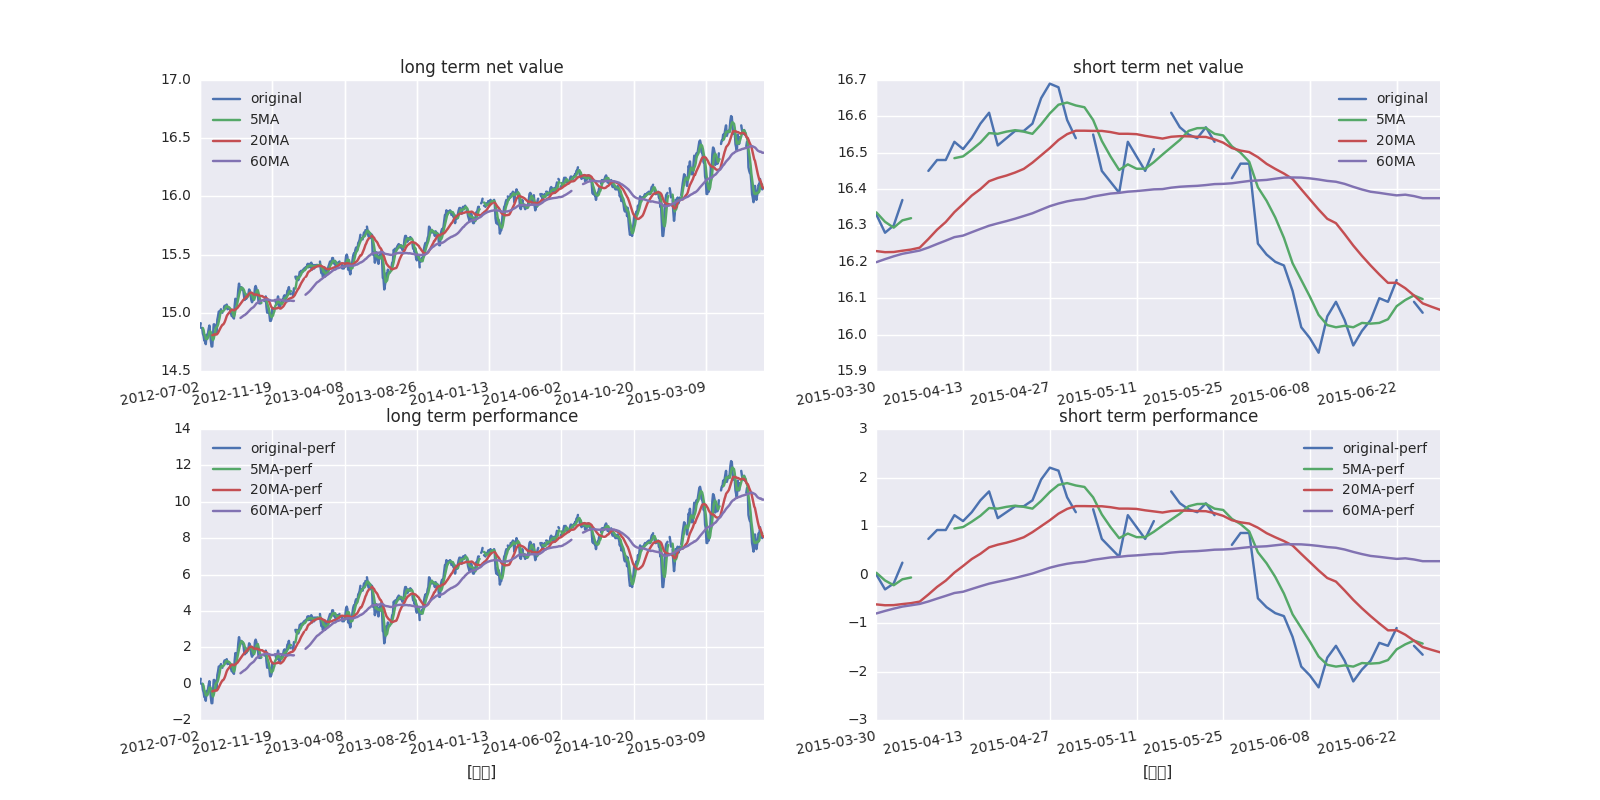 long term net value
17.0
16.5
16.0
15.5
15.0
14.5
original
5MA
20MA
60MA
2012-07-02 2012-11-19 2013-04-08 2013-08-26 2014-01-13 2014-06-02 2014-10-20 2015-03-09
short term net value
16.7
16.6
16.5
16.4
16.3
16.2
16.1
16.0
15.9
original
5MA
20MA
60MA
2015-03-30 2015-04-13 2015-04-27 2015-05-11 2015-05-25 2015-06-08 2015-06-22
long term performance
14
12
10
8
6
4
2
0
−2
original-perf
5MA-perf
20MA-perf
60MA-perf
2012-07-02 2012-11-19 2013-04-08 2013-08-26 2014-01-13 2014-06-02 2014-10-20 2015-03-09
short term performance
3
2
1
0
−1
−2
−3
original-perf
5MA-perf
20MA-perf
60MA-perf
2015-03-30 2015-04-13 2015-04-27 2015-05-11 2015-05-25 2015-06-08 2015-06-22